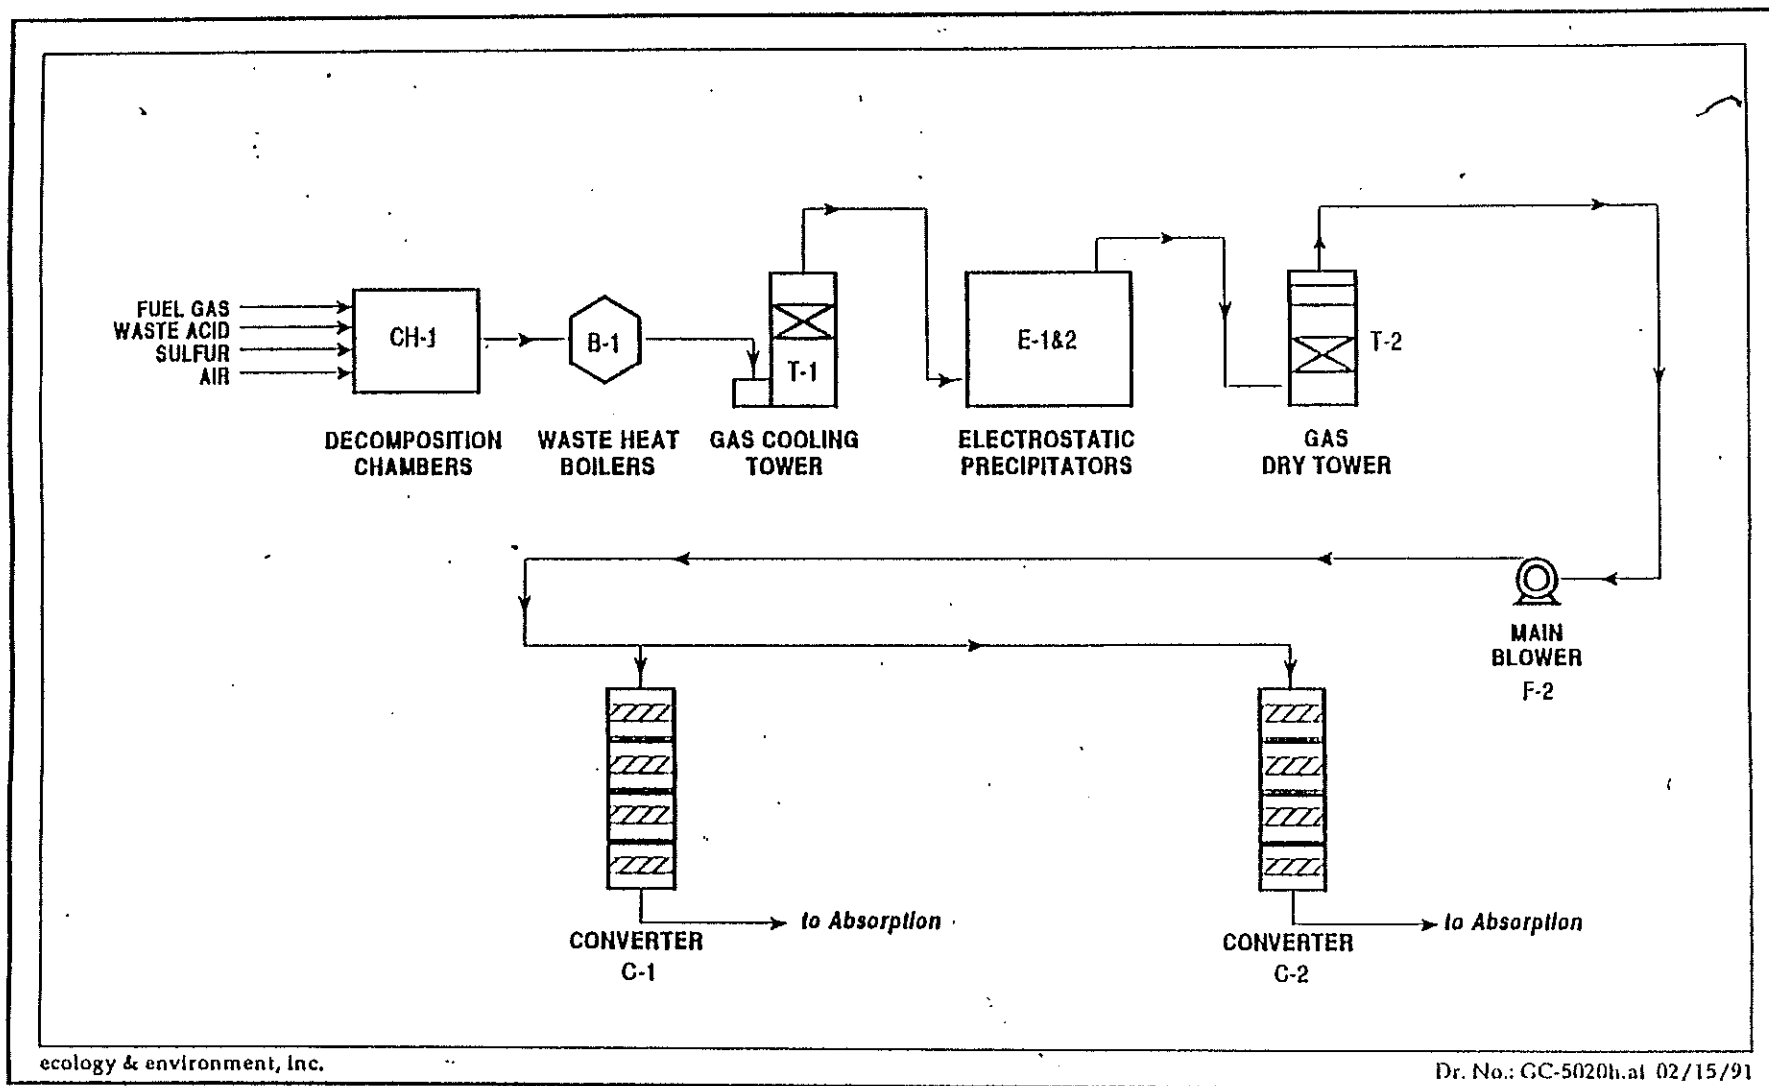 FUEL GAS
WASTE ACID
SULFUR
AIR
CH-1
B-1
T-1
E-1&2
T-2
DECOMPOSITION
CHAMBERS
WASTE HEAT
BOILERS
GAS COOLING
TOWER
ELECTROSTATIC
PRECIPITATORS
GAS
DRY TOWER
MAIN
BLOWER
F-2
to Absorption
CONVERTER
C-1
to Absorption
CONVERTER
C-2
ecology & environment, inc.
Dr. No.: GC-5020h.ai 02/15/91